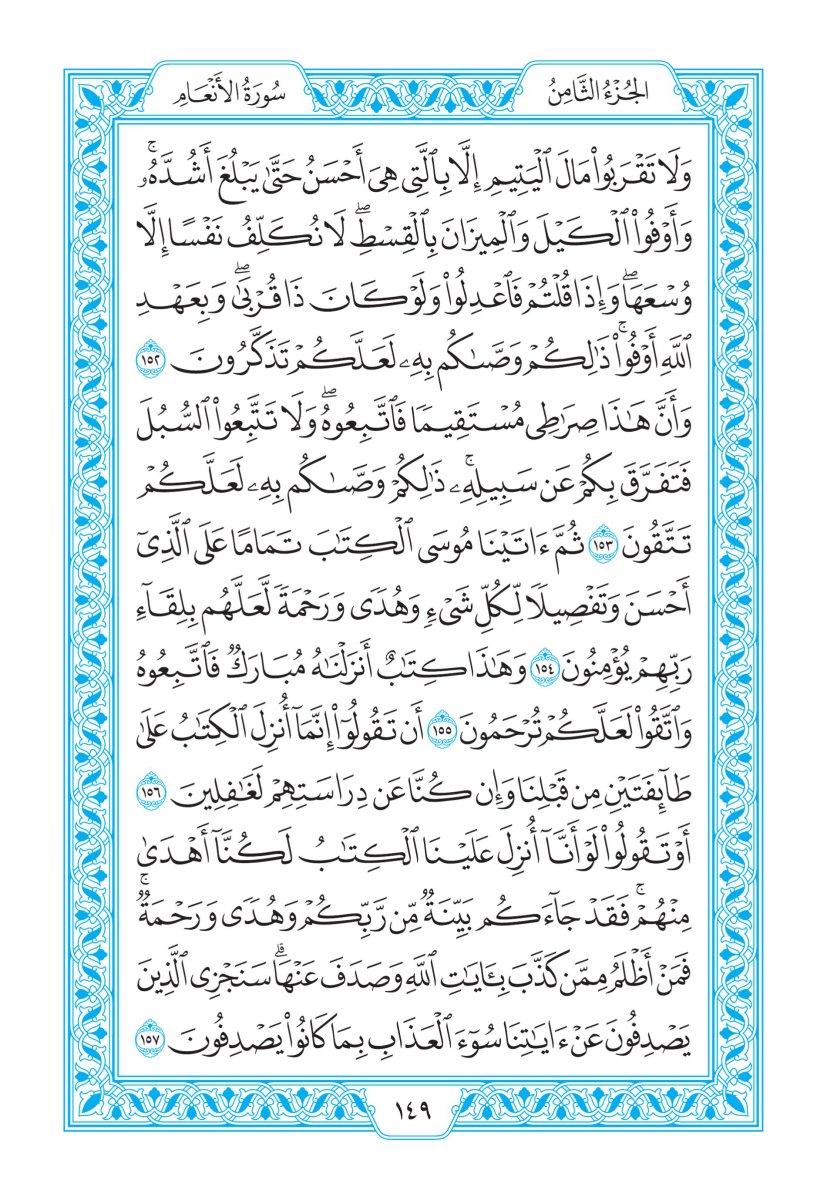 الجُزْءُ الثَّامِنُ
سُورَةُ الأَنْعَامِ
وَلَا تَقْرَبُوا۟ مَالَ ٱلْيَتِيمِ إِلَّا بِٱلَّتِى هِىَ أَحْسَنُ حَتَّىٰ يَبْلُغَ أَشُدَّهُۥۚ
وَأَوْفُوا۟ ٱلْكَيْلَ وَٱلْمِيزَانَ بِٱلْقِسْطِۖ لَا نُكَلِّفُ نَفْسًا إِلَّا
وُسْعَهَاۖ وَإِذَا قُلْتُمْ فَٱعْدِلُوا۟ وَلَوْ كَانَ ذَا قُرْبَىٰۖ وَبِعَهْدِ
ٱللَّهِ أَوْفُوا۟ۚ ذَٰلِكُمْ وَصَّىٰكُم بِهِۦ لَعَلَّكُمْ تَذَكَّرُونَ ١٥٢
وَأَنَّ هَـٰذَا صِرَٰطِى مُسْتَقِيمًا فَٱتَّبِعُوهُۖ وَلَا تَتَّبِعُوا۟ ٱلسُّبُلَ
فَتَفَرَّقَ بِكُمْ عَن سَبِيلِهِۦۚ ذَٰلِكُمْ وَصَّىٰكُم بِهِۦ لَعَلَّكُمْ
تَتَّقُونَ ١٥٣ ثُمَّ ءَاتَيْنَا مُوسَى ٱلْكِتَـٰبَ تَمَامًا عَلَى ٱلَّذِىٓ
أَحْسَنَ وَتَفْصِيلًا لِّكُلِّ شَىْءٍ وَهُدًى وَرَحْمَةً لَّعَلَّهُم بِلِقَآءِ
رَبِّهِمْ يُؤْمِنُونَ ١٥٤ وَهَـٰذَا كِتَـٰبٌ أَنزَلْنَـٰهُ مُبَارَكٌ فَٱتَّبِعُوهُ
وَٱتَّقُوا۟ لَعَلَّكُمْ تُرْحَمُونَ ١٥٥ أَن تَقُولُوٓا۟ إِنَّمَآ أُنزِلَ ٱلْكِتَـٰبُ عَلَىٰ
طَآئِفَتَيْنِ مِن قَبْلِنَا وَإِن كُنَّا عَن دِرَاسَتِهِمْ لَغَـٰفِلِينَ ١٥٦
أَوْ تَقُولُوا۟ لَوْ أَنَّآ أُنزِلَ عَلَيْنَا ٱلْكِتَـٰبُ لَكُنَّآ أَهْدَىٰ
مِنْهُمْۚ فَقَدْ جَآءَكُم بَيِّنَةٌ مِّن رَّبِّكُمْ وَهُدًى وَرَحْمَةٌۚ
فَمَنْ أَظْلَمُ مِمَّن كَذَّبَ بِـَٔايَـٰتِ ٱللَّهِ وَصَدَفَ عَنْهَاۗ سَنَجْزِى ٱلَّذِينَ
يَصْدِفُونَ عَنْ ءَايَـٰتِنَا سُوٓءَ ٱلْعَذَابِ بِمَا كَانُوا۟ يَصْدِفُونَ ١٥٧
١٤٩